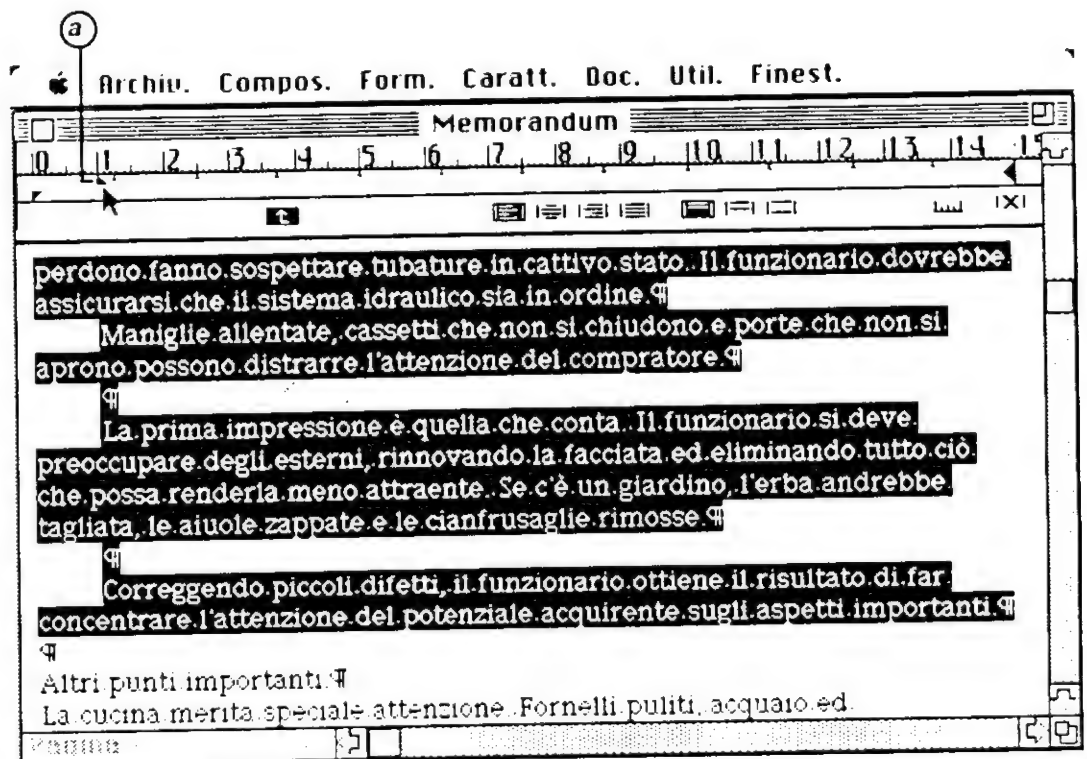 a
Archiv. Compos. Form. Caratt. Doc. Util. Finest.
Memorandum
0 1 2 3 4 5 6 7 8 9 10 11 12 13 14 15
perdono fanno sospettare tubature in cattivo stato. Il funzionario dovrebbe
assicurarsi che il sistema idraulico sia in ordine.¶
Maniglie allentate, cassetti che non si chiudono e porte che non si
aprono possono distrarre l'attenzione del compratore.¶
¶
La prima impressione è quella che conta. Il funzionario si deve
preoccupare degli esterni, rinnovando la facciata ed eliminando tutto ciò
che possa renderla meno attraente. Se c'è un giardino, l'erba andrebbe
tagliata, le aiuole zappate e le cianfrusaglie rimosse.¶
¶
Correggendo piccoli difetti, il funzionario ottiene il risultato di far
concentrare l'attenzione del potenziale acquirente sugli aspetti importanti.¶
¶
Altri punti importanti.¶
La cucina merita speciale attenzione. Fornelli puliti, acquaio ed